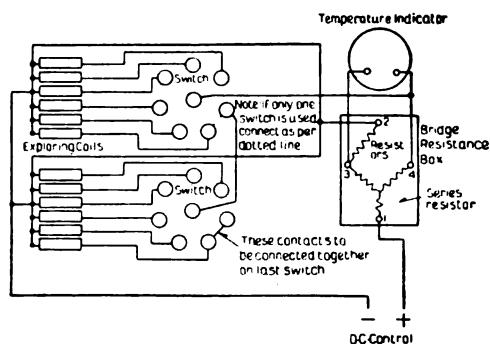 Temperature Indicator
Switch
Note if only one
switch is used
connect as per
dotted line
Exploring Coils
2
Resist
ors
3
4
Bridge
Resistance
Box
Series
resistor
1
Switch
These contacts to
be connected together
on last switch
− +
DC Control